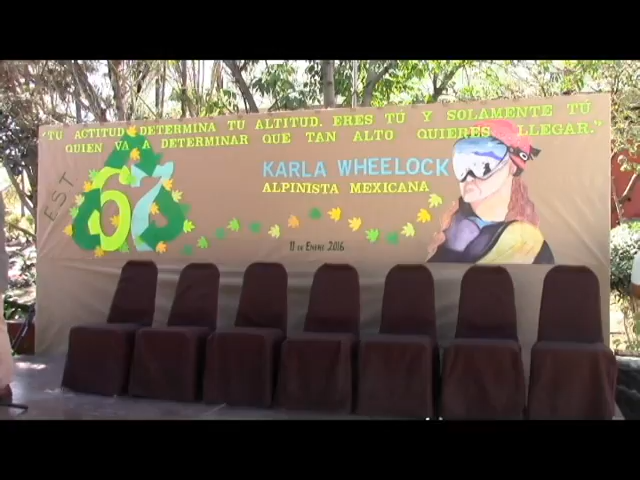 "TU ACTITUD DETERMINA TU ALTITUD. ERES TÚ Y SOLAMENTE TÚ
QUIEN VA A DETERMINAR QUE TAN ALTO QUIERES LLEGAR."
EST
67
KARLA WHEELOCK
ALPINISTA MEXICANA
11 DE ENERO 2016